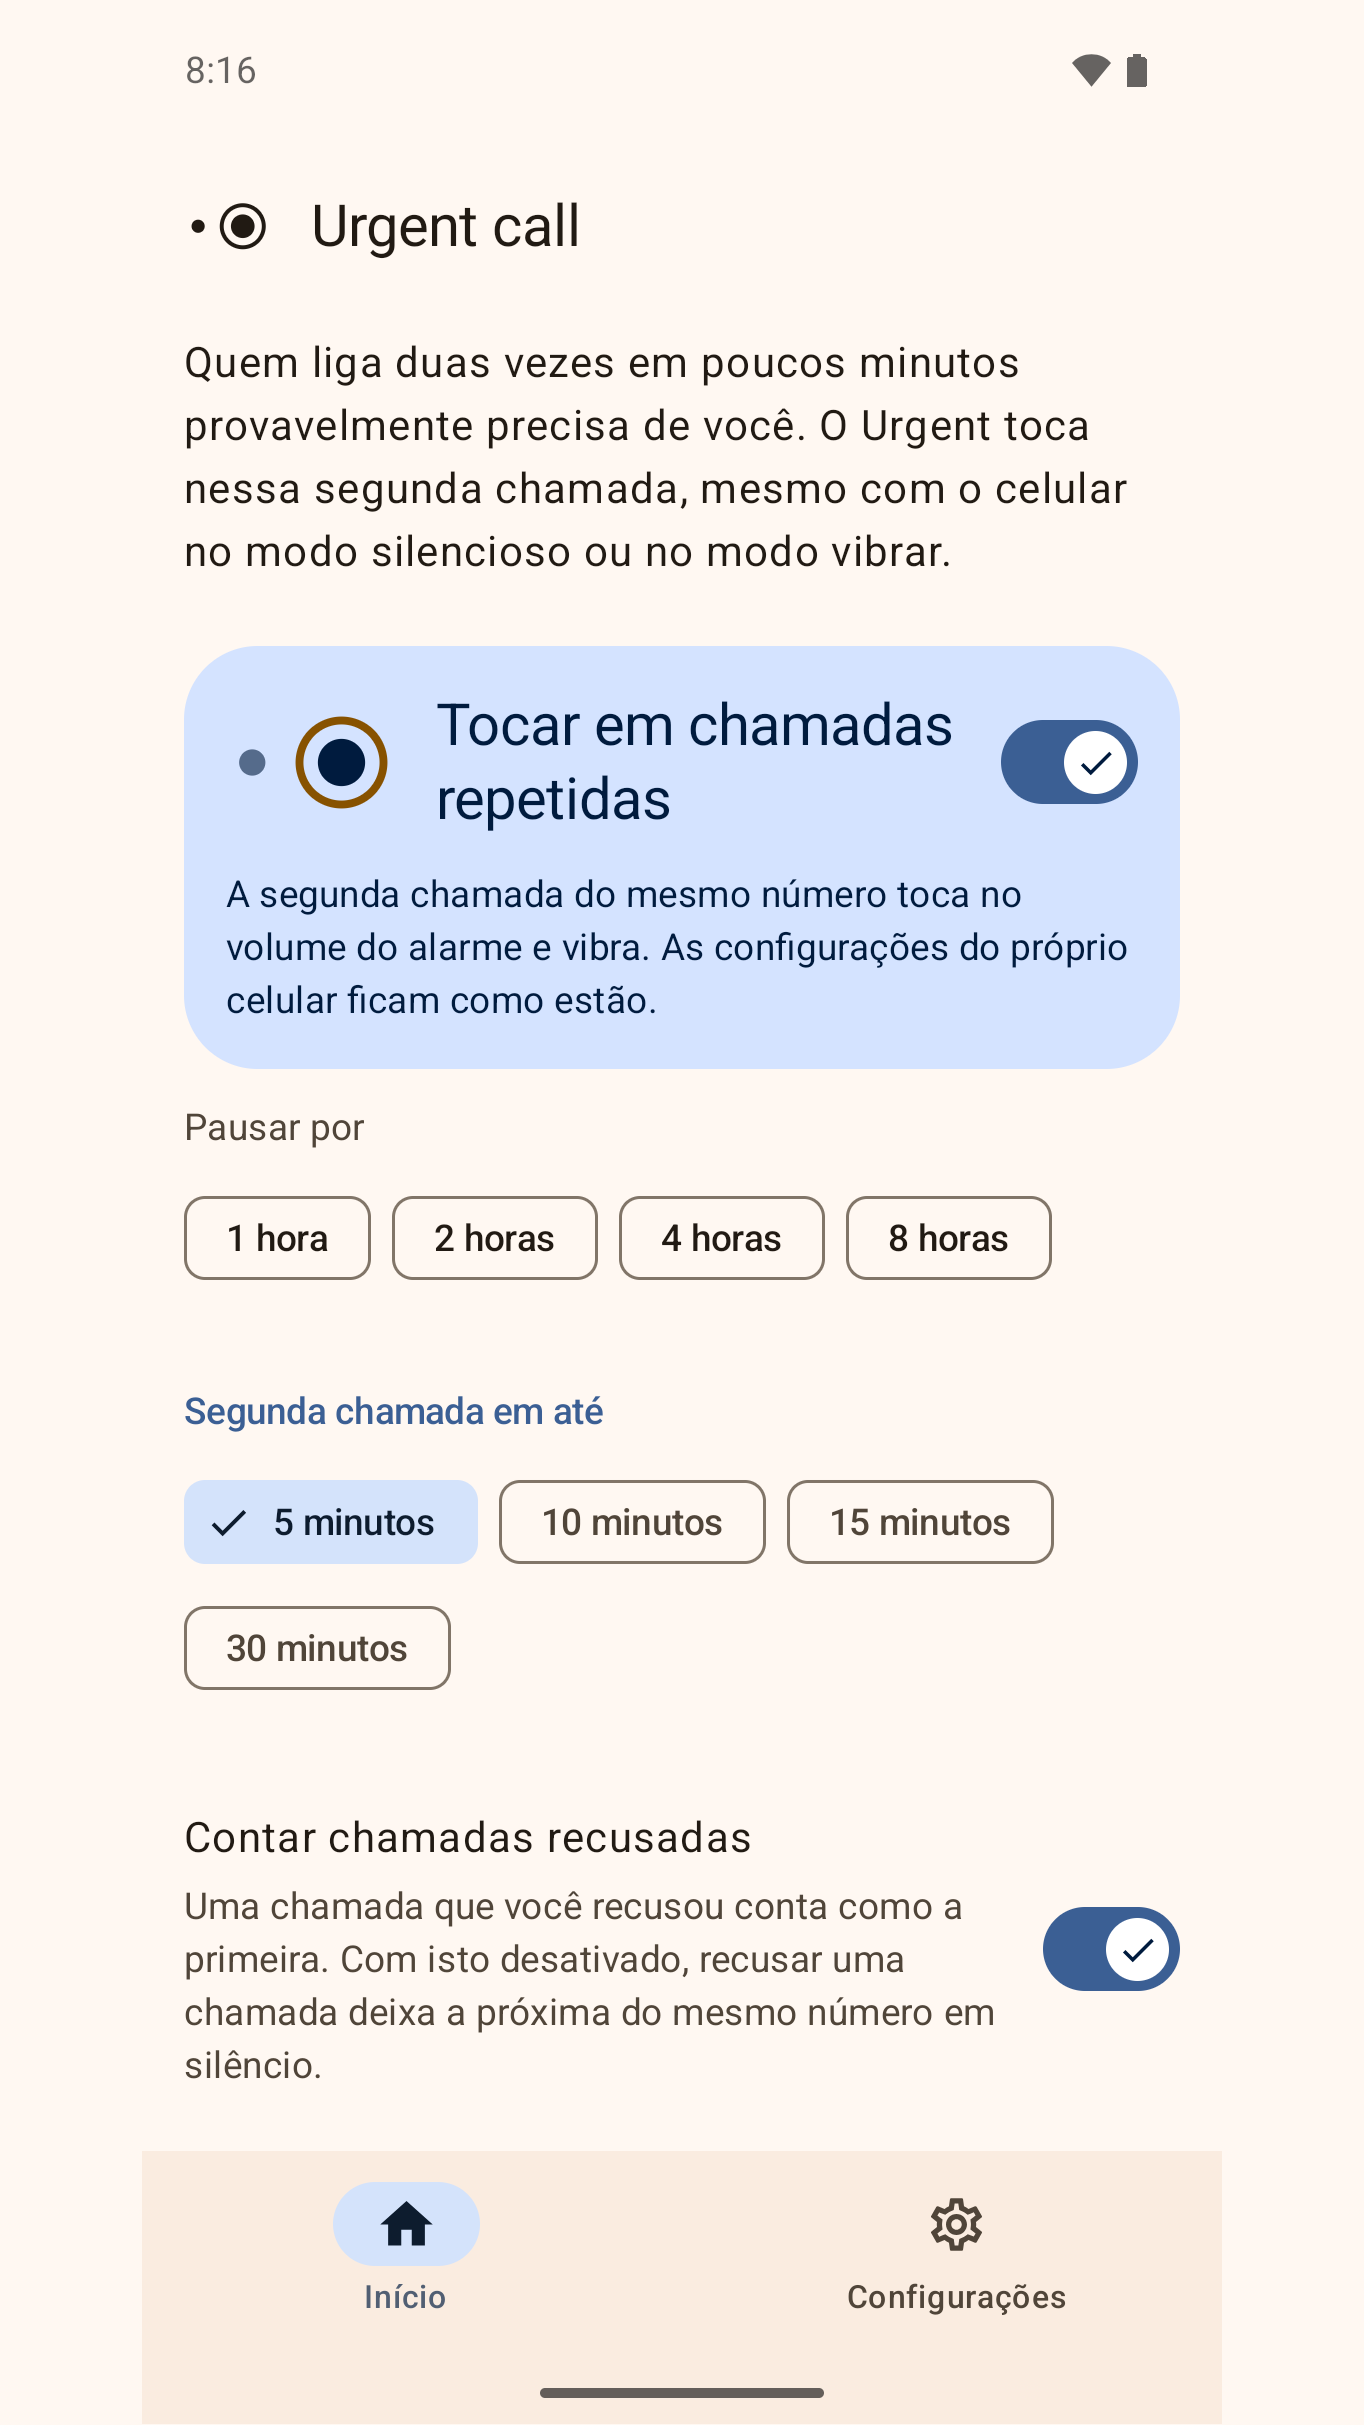 8:16
Urgent call
Quem liga duas vezes em poucos minutos
provavelmente precisa de você. O Urgent toca
nessa segunda chamada, mesmo com o celular
no modo silencioso ou no modo vibrar.
Tocar em chamadas
repetidas
A segunda chamada do mesmo número toca no
volume do alarme e vibra. As configurações do próprio
celular ficam como estão.
Pausar por
1 hora 2 horas 4 horas 8 horas
Segunda chamada em até
5 minutos 10 minutos 15 minutos
30 minutos
Contar chamadas recusadas
Uma chamada que você recusou conta como a
primeira. Com isto desativado, recusar uma
chamada deixa a próxima do mesmo número em
silêncio.
Início Configurações